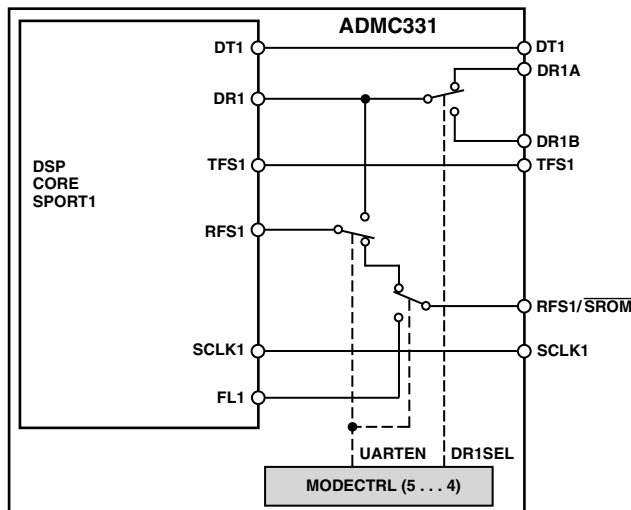 ADMC331
DT1
DT1
DR1A
DR1
DR1B
DSP
CORE
SPORT1
TFS1
TFS1
RFS1
RFS1/SROM
SCLK1
SCLK1
FL1
UARTEN
DR1SEL
MODECTRL (5 . . . 4)